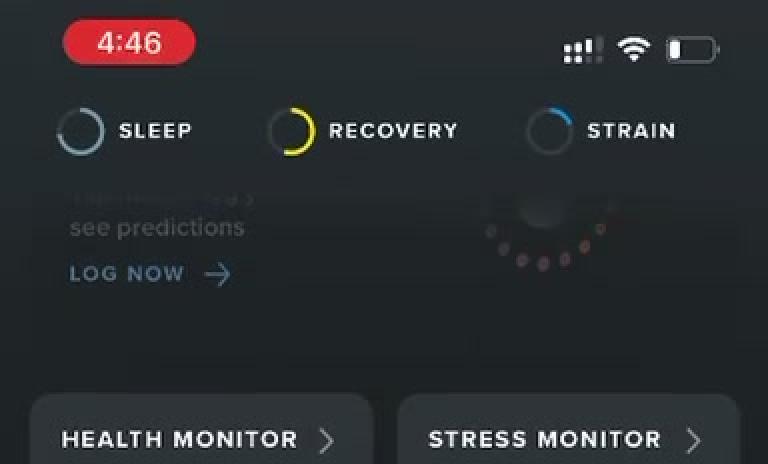 4:46
SLEEP RECOVERY STRAIN
see predictions
LOG NOW
HEALTH MONITOR STRESS MONITOR